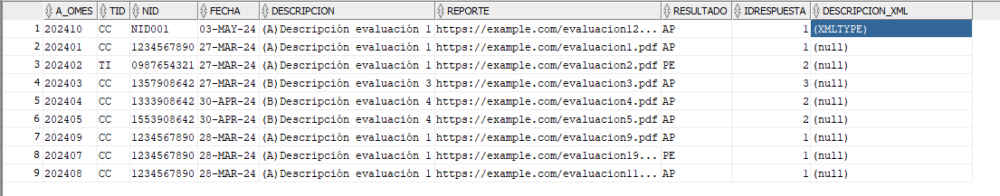 A_OMES TID NID FECHA DESCRIPCION REPORTE RESULTADO IDRESPUESTA DESCRIPCION_XML
1 202410 CC NID001 03-MAY-24 (A)Descripción evaluación 1 https://example.com/evaluacion12... AP 1 (XMLTYPE)
2 202401 CC 1234567890 27-MAR-24 (A)Descripción evaluación 1 https://example.com/evaluacion1.pdf AP 1 (null)
3 202402 TI 0987654321 27-MAR-24 (A)Descripción evaluación 1 https://example.com/evaluacion2.pdf PE 2 (null)
4 202403 CC 1357908642 27-MAR-24 (B)Descripción evaluación 3 https://example.com/evaluacion3.pdf AP 3 (null)
5 202404 CC 1333908642 30-APR-24 (B)Descripción evaluación 4 https://example.com/evaluacion4.pdf AP 2 (null)
6 202405 CC 1553908642 30-APR-24 (B)Descripción evaluación 4 https://example.com/evaluacion5.pdf AP 2 (null)
7 202409 CC 1234567890 28-MAR-24 (A)Descripción evaluación 1 https://example.com/evaluacion9.pdf AP 1 (null)
8 202407 CC 1234567890 28-MAR-24 (A)Descripción evaluación 1 https://example.com/evaluacion19... PE 1 (null)
9 202408 CC 1234567890 28-MAR-24 (A)Descripción evaluación 1 https://example.com/evaluacion11... AP 1 (null)